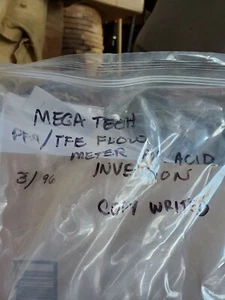 MEGA TECH
PFA/TFE FLOW
METER ACID
3/96 INVENTION
COPY WRITED